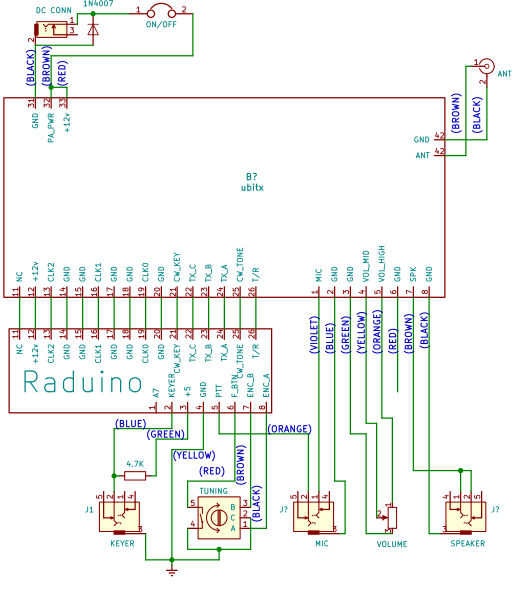 DC CONN
1N4007
1
3
2
1
2
ON/OFF
(BLACK)
(BROWN)
(RED)
31
32
33
GND
PA_PWR
+12v
1
2
ANT
(BROWN)
(BLACK)
GND
42
ANT
42
B?
ubitx
NC
+12v
CLK2
GND
GND
CLK1
GND
GND
CLK0
GND
CW_KEY
TX_C
TX_B
TX_A
CW_TONE
T/R
11
12
13
14
15
16
17
18
19
20
21
22
23
24
25
26
MIC
GND
GND
VOL_MID
VOL_HIGH
GND
SPK
GND
1
2
3
4
5
6
7
8
11
12
13
14
15
16
17
18
19
20
21
22
23
24
25
26
NC
+12v
CLK2
GND
GND
CLK1
GND
GND
CLK0
GND
CW_KEY
TX_C
TX_B
TX_A
CW_TONE
T/R
(VIOLET)
(BLUE)
(GREEN)
(YELLOW)
(ORANGE)
(RED)
(BROWN)
(BLACK)
Raduino
A7
KEYER
+5
GND
PTT
F_BTN
ENC_B
ENC_A
1
2
3
4
5
6
7
8
(BLUE)
(GREEN)
(YELLOW)
(RED)
(BROWN)
(BLACK)
(ORANGE)
4.7K
J1
5
2
1
4
3
KEYER
TUNING
5
4
B
3
C
2
A
1
J?
5
2
1
4
3
MIC
1
2
3
VOLUME
4
1
2
5
3
J?
SPEAKER